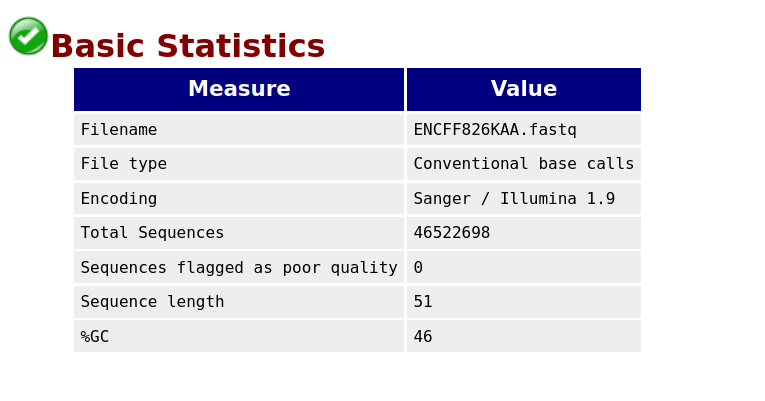 Basic Statistics
Measure Value
Filename ENCFF826KAA.fastq
File type Conventional base calls
Encoding Sanger / Illumina 1.9
Total Sequences 46522698
Sequences flagged as poor quality 0
Sequence length 51
%GC 46